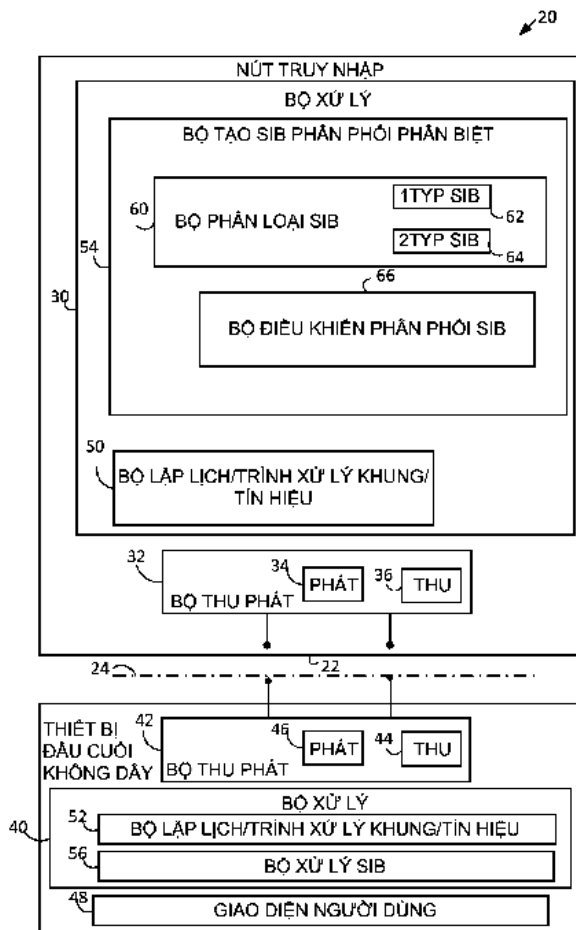 20
NÚT TRUY NHẬP
BỘ XỬ LÝ
BỘ TẠO SIB PHÂN PHỐI PHÂN BIỆT
60
BỘ PHÂN LOẠI SIB
1TYP SIB
62
2TYP SIB
64
54
66
30
BỘ ĐIỀU KHIỂN PHÂN PHỐI SIB
50
BỘ LẬP LỊCH/TRÌNH XỬ LÝ KHUNG/
TÍN HIỆU
32
34
PHÁT
36
THU
BỘ THU PHÁT
24
22
THIẾT BỊ
ĐẦU CUỐI
KHÔNG DÂY
42
46
PHÁT
44
THU
BỘ THU PHÁT
BỘ XỬ LÝ
40
52
BỘ LẬP LỊCH/TRÌNH XỬ LÝ KHUNG/TÍN HIỆU
56
BỘ XỬ LÝ SIB
48
GIAO DIỆN NGƯỜI DÙNG